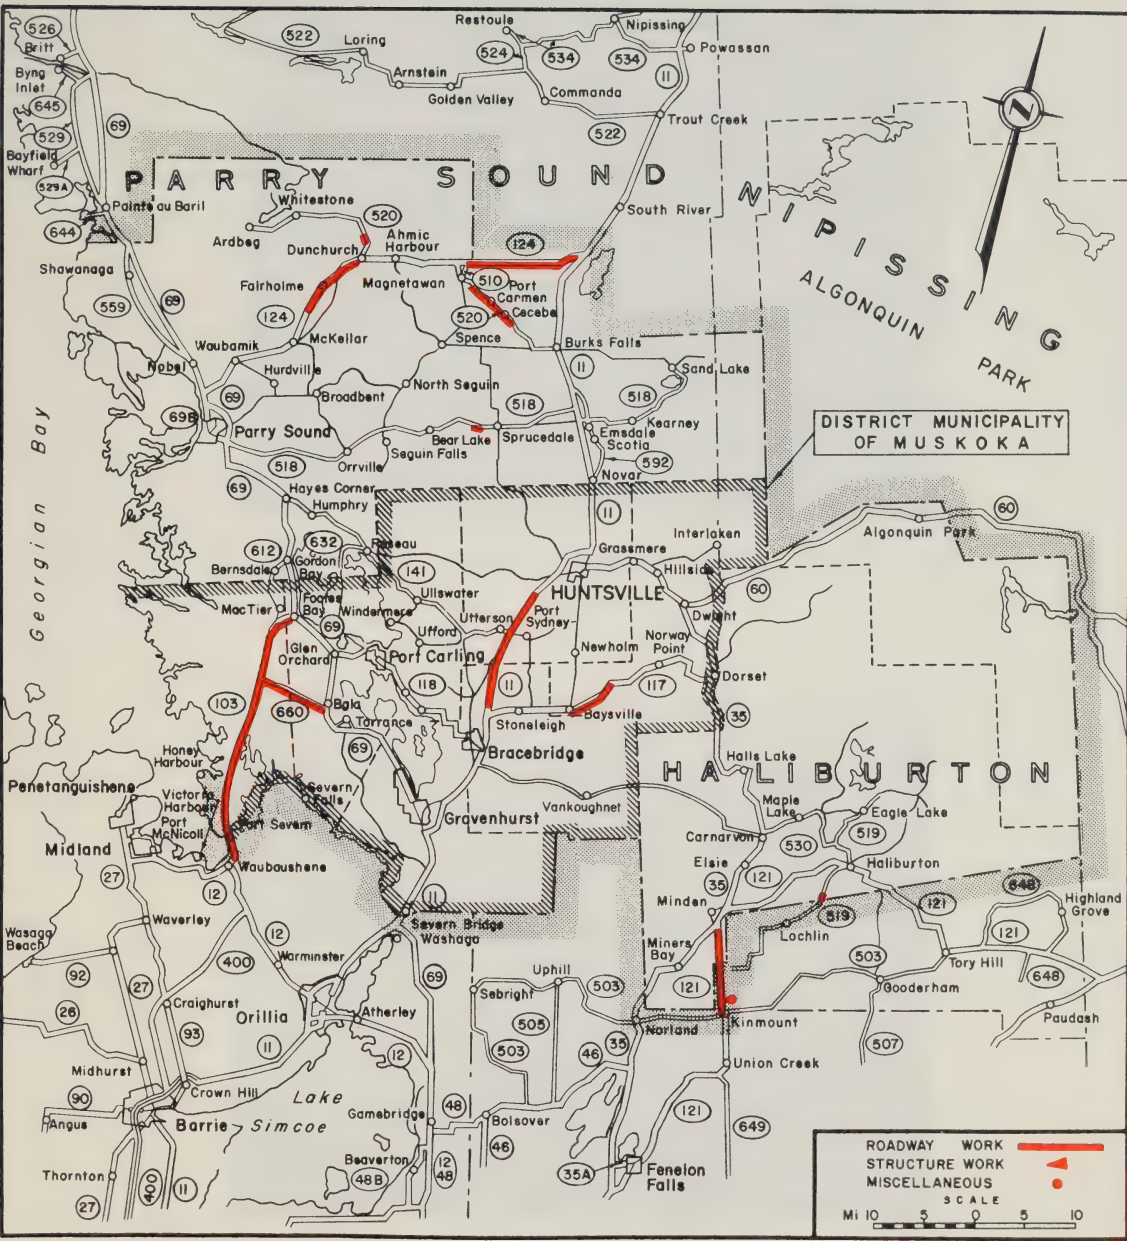 526
Britt
Byng
Inlet
645
529
Bayfield
Wharf
529A
69
522
Loring
Restoule
Nipissing
534
524
534
Powassan
11
Arnstein
Golden Valley
Commanda
522
Trout Creek
PARRY SOUND
NIPISSING
ALGONQUIN
PARK
Pointe au Baril
644
Whitestone
Ardbeg
520
Dunchurch
Ahmic
Harbour
124
South River
Shawanaga
559
69
Fairholme
Magnetawan
510
Port
Carmen
Cecebe
520
124
McKellar
Spence
Burks Falls
Waubamik
Nobel
Hurdville
11
Sand Lake
69
Broadbent
North Seguin
69B
Parry Sound
518
518
Kearney
Bear Lake
Sprucedale
Emsdale
Scotia
Seguin Falls
Orrville
518
592
Novar
DISTRICT MUNICIPALITY
OF MUSKOKA
Georgian Bay
69
Hayes Corner
Humphry
11
Interlaken
60
Algonquin Park
632
Roseau
612
Gordon
Bay
Bernsdale
141
Grassmere
Hillside
HUNTSVILLE
60
Footes
Bay
MacTier
Windermere
Ullswater
Utterson
Port
Sydney
Dwight
69
Ufford
Glen
Orchard
Port Carling
Newholm
Norway
Point
Dorset
103
118
11
117
660
Bala
Torrance
Stoneleigh
Baysville
35
69
Bracebridge
Honey
Harbour
Halls Lake
HALIBURTON
Penetanguishene
Victoria
Harbour
Severn
Falls
Vankoughnet
Maple
Lake
Eagle Lake
Port
McNicoll
Port Severn
Gravenhurst
Carnarvon
530
519
Midland
Waubaushene
Elsie
121
Haliburton
27
12
35
Minden
519
121
648
Highland
Grove
11
Severn Bridge
Washago
Waverley
Wasaga
Beach
12
Lochlin
121
92
400
Warminster
69
Miners
Bay
Tory Hill
27
Uphill
503
121
503
648
Sebright
Gooderham
26
Craighurst
Orillia
Atherley
505
Norland
Kinmount
Paudash
93
11
12
503
35
507
Midhurst
46
Union Creek
90
Crown Hill
Lake
Simcoe
Gamebridge
48
Bolsover
121
Angus
Barrie
46
649
Beaverton
Thornton
48B
12
48
35A
Fenelon
Falls
27
400
11
ROADWAY WORK
STRUCTURE WORK
MISCELLANEOUS
SCALE
Mi 10 5 0 5 10
Z